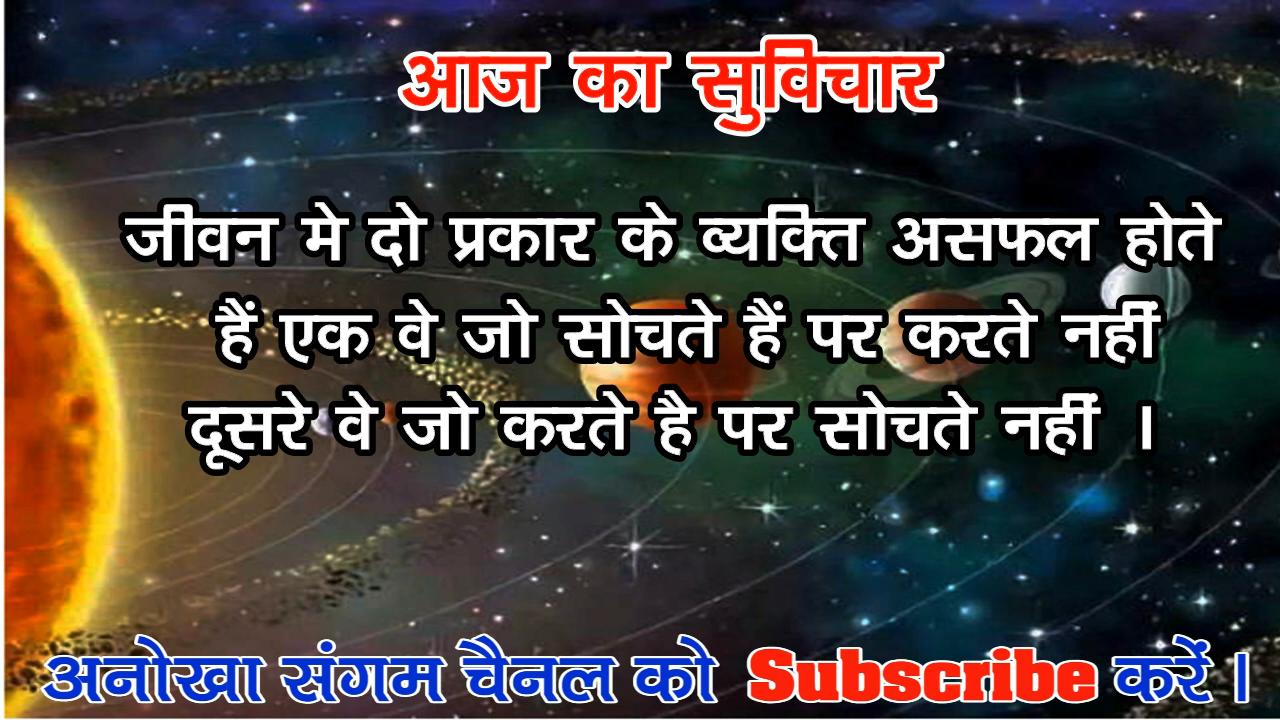 आज का सुविचार
जीवन मे दो प्रकार के व्यक्ति असफल होते
हैं एक वे जो सोचते हैं पर करते नहीं
दूसरे वे जो करते है पर सोचते नहीं ।
अनोखा संगम चैनल को Subscribe करें ।